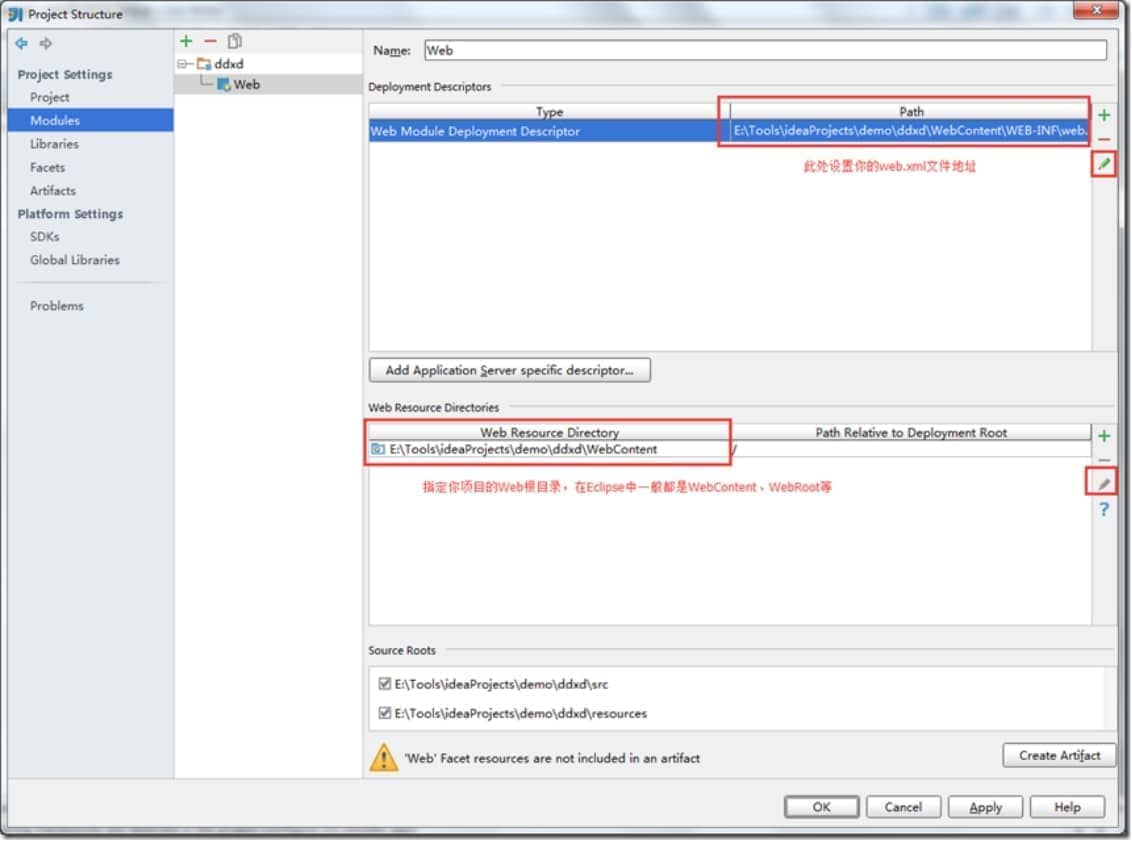 Project Structure
Project Settings
Project
Modules
Libraries
Facets
Artifacts
Platform Settings
SDKs
Global Libraries
Problems
ddxd
Web
Name: Web
Deployment Descriptors
Type Path
Web Module Deployment Descriptor E:\Tools\ideaProjects\demo\ddxd\WebContent\WEB-INF\web.
此处设置你的web.xml文件地址
Add Application Server specific descriptor...
Web Resource Directories
Web Resource Directory Path Relative to Deployment Root
E:\Tools\ideaProjects\demo\ddxd\WebContent /
指定你项目的Web根目录，在Eclipse中一般都是WebContent、WebRoot等
?
Source Roots
E:\Tools\ideaProjects\demo\ddxd\src
E:\Tools\ideaProjects\demo\ddxd\resources
'Web' Facet resources are not included in an artifact
Create Artifact
OK Cancel Apply Help